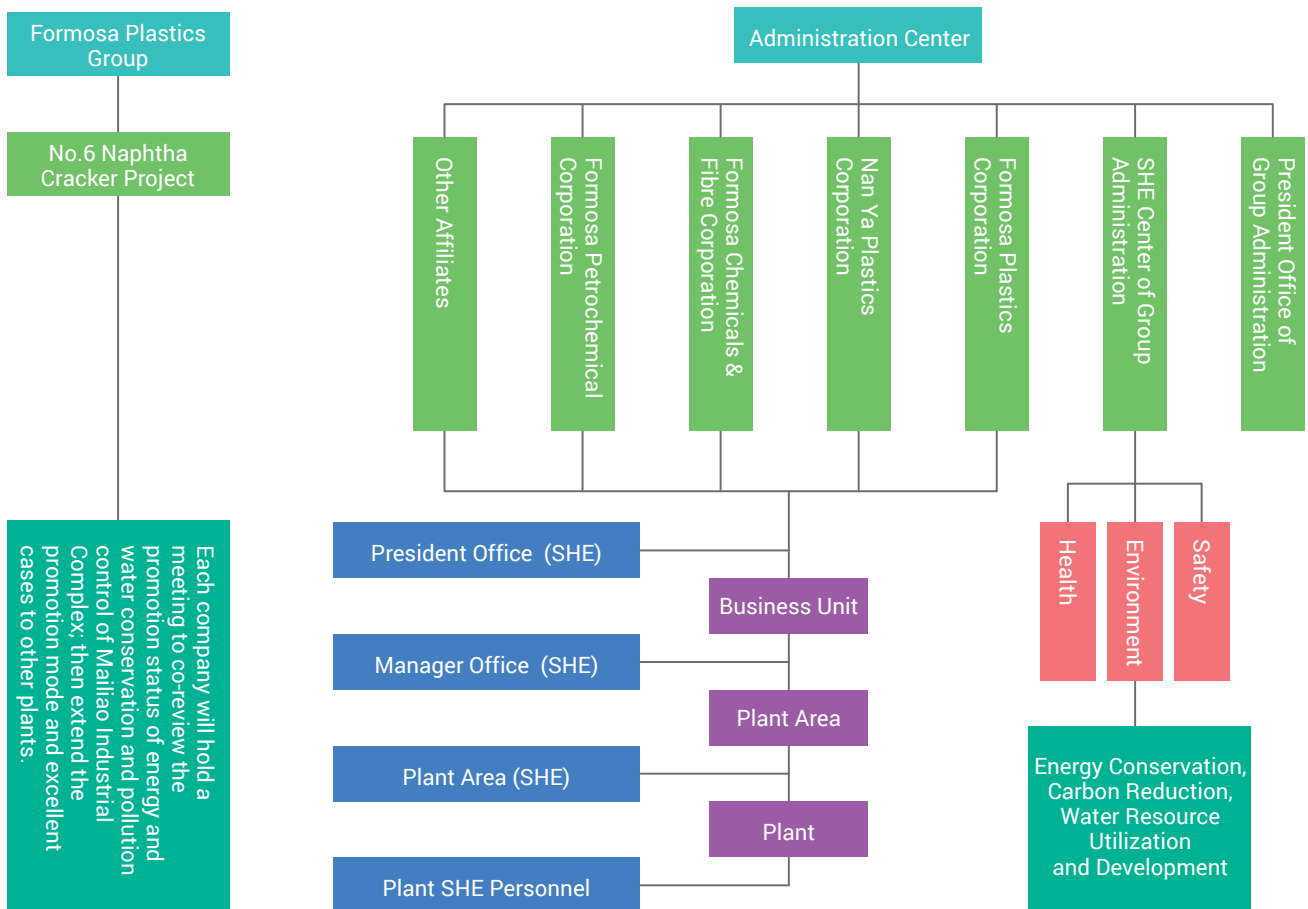 Formosa Plastics
Group
No.6 Naphtha
Cracker Project
Each company will hold a
meeting to co-review the
promotion status of energy and
water conservation and pollution
control of Mailiao Industrial
Complex; then extend the
promotion mode and excellent
cases to other plants.
Administration Center
Other Affiliates
Formosa Petrochemical
Corporation
Formosa Chemicals &
Fibre Corporation
Nan Ya Plastics
Corporation
Formosa Plastics
Corporation
SHE Center of Group
Administration
President Office of
Group Administration
President Office (SHE)
Business Unit
Manager Office (SHE)
Plant Area
Plant Area (SHE)
Plant
Plant SHE Personnel
Health
Environment
Safety
Energy Conservation,
Carbon Reduction,
Water Resource
Utilization
and Development